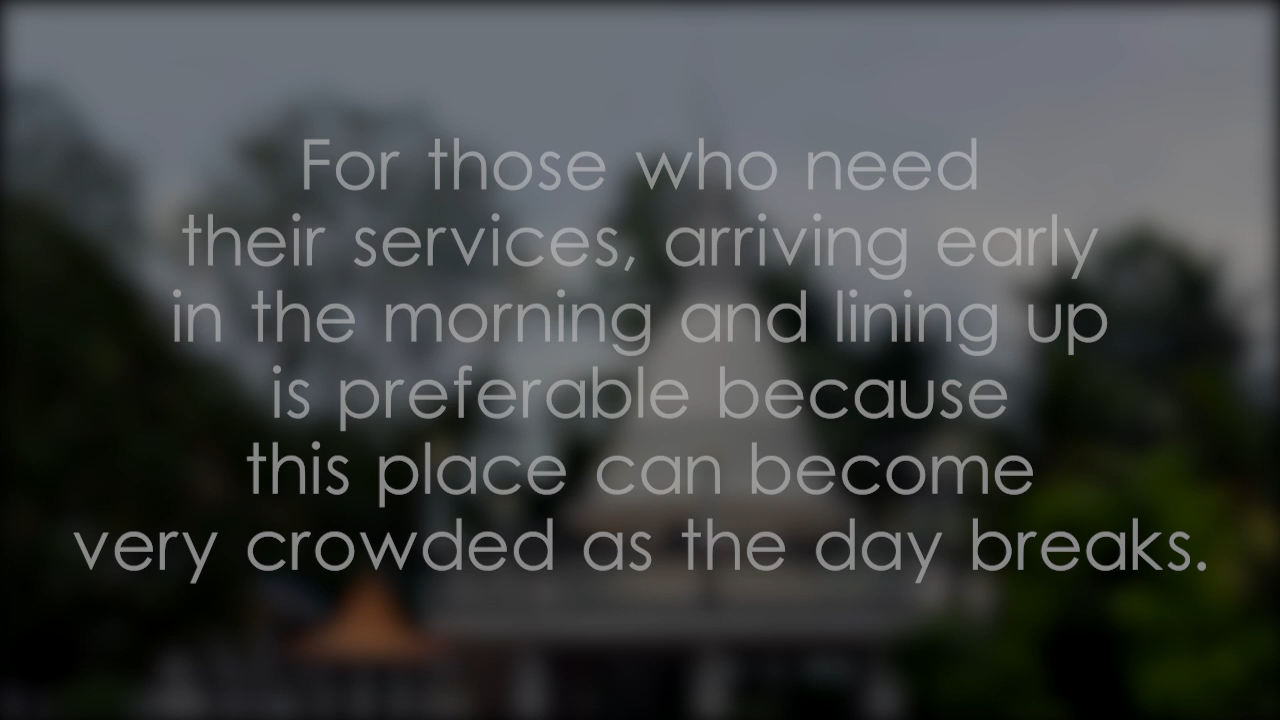 For those who need
their services, arriving early
in the morning and lining up
is preferable because
this place can become
very crowded as the day breaks.